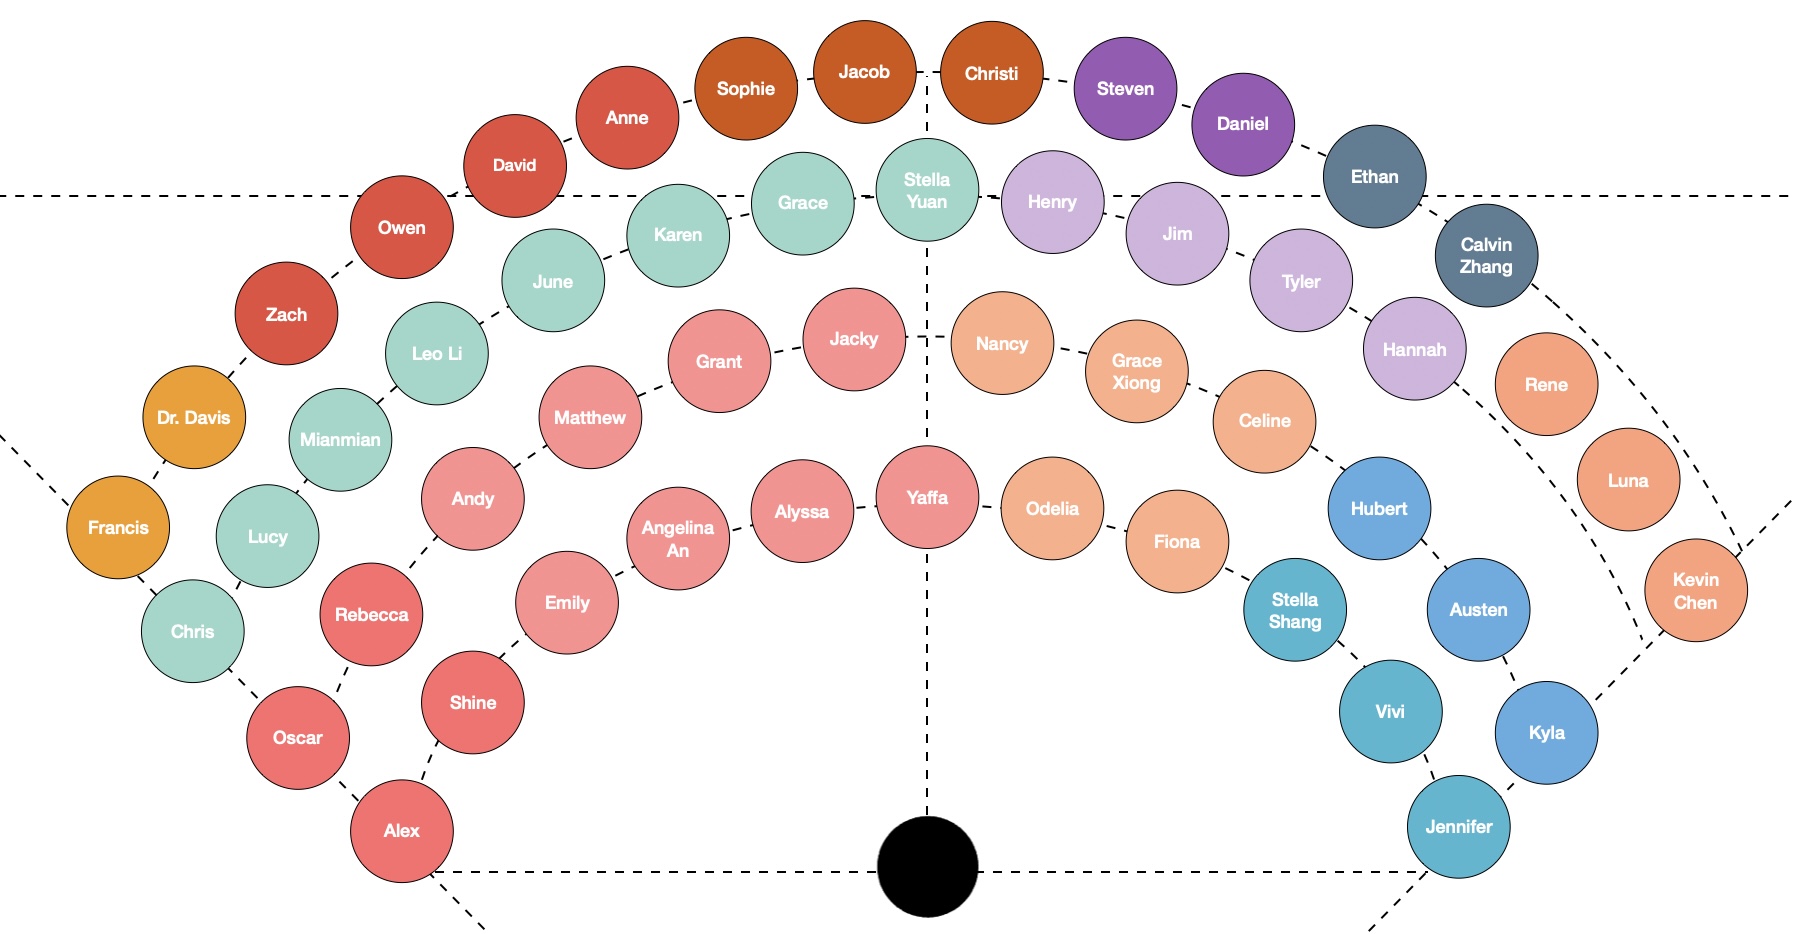 Jacob
Christi
Sophie
Steven
Anne
Daniel
David
Ethan
Stella
Yuan
Grace
Henry
Owen
Karen
Jim
Calvin
Zhang
June
Tyler
Zach
Leo Li
Hannah
Jacky
Nancy
Grant
Grace
Xiong
Rene
Dr. Davis
Matthew
Celine
Mianmian
Luna
Andy
Yaffa
Alyssa
Odelia
Hubert
Francis
Lucy
Angelina
An
Fiona
Kevin
Chen
Emily
Stella
Shang
Austen
Rebecca
Chris
Shine
Vivi
Oscar
Kyla
Alex
Jennifer